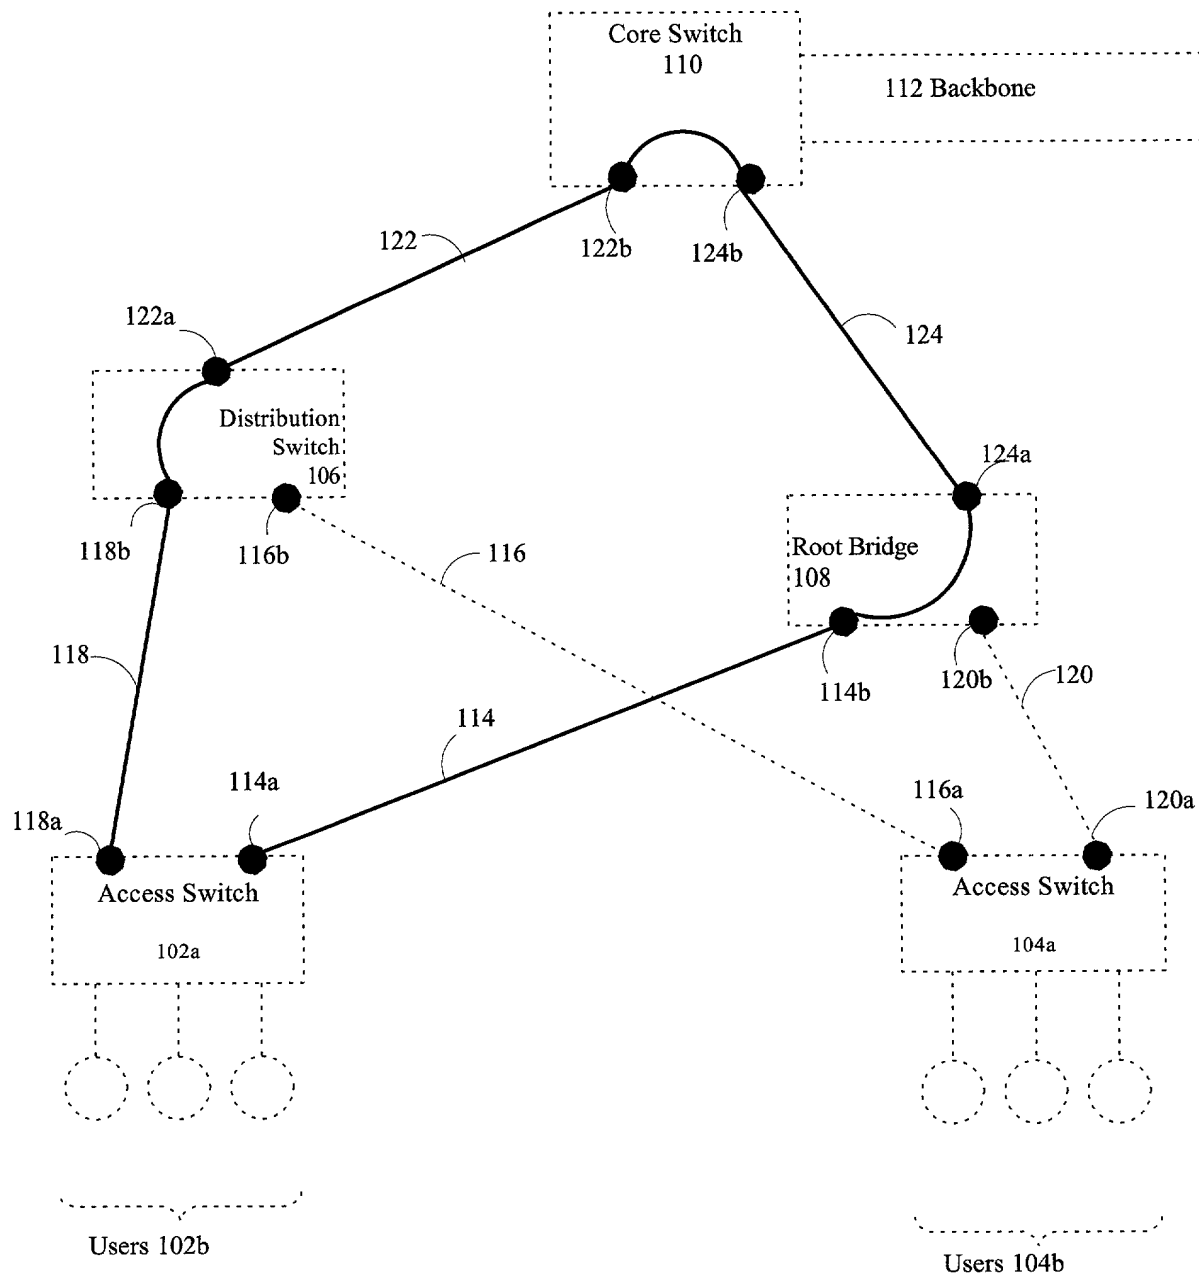 Core Switch
110
112 Backbone
122
122b
124b
122a
124
Distribution
Switch
106
124a
118b
116b
116
Root Bridge
108
118
114
114b
120b
120
114a
116a
120a
118a
Access Switch
102a
Access Switch
104a
Users 102b
Users 104b